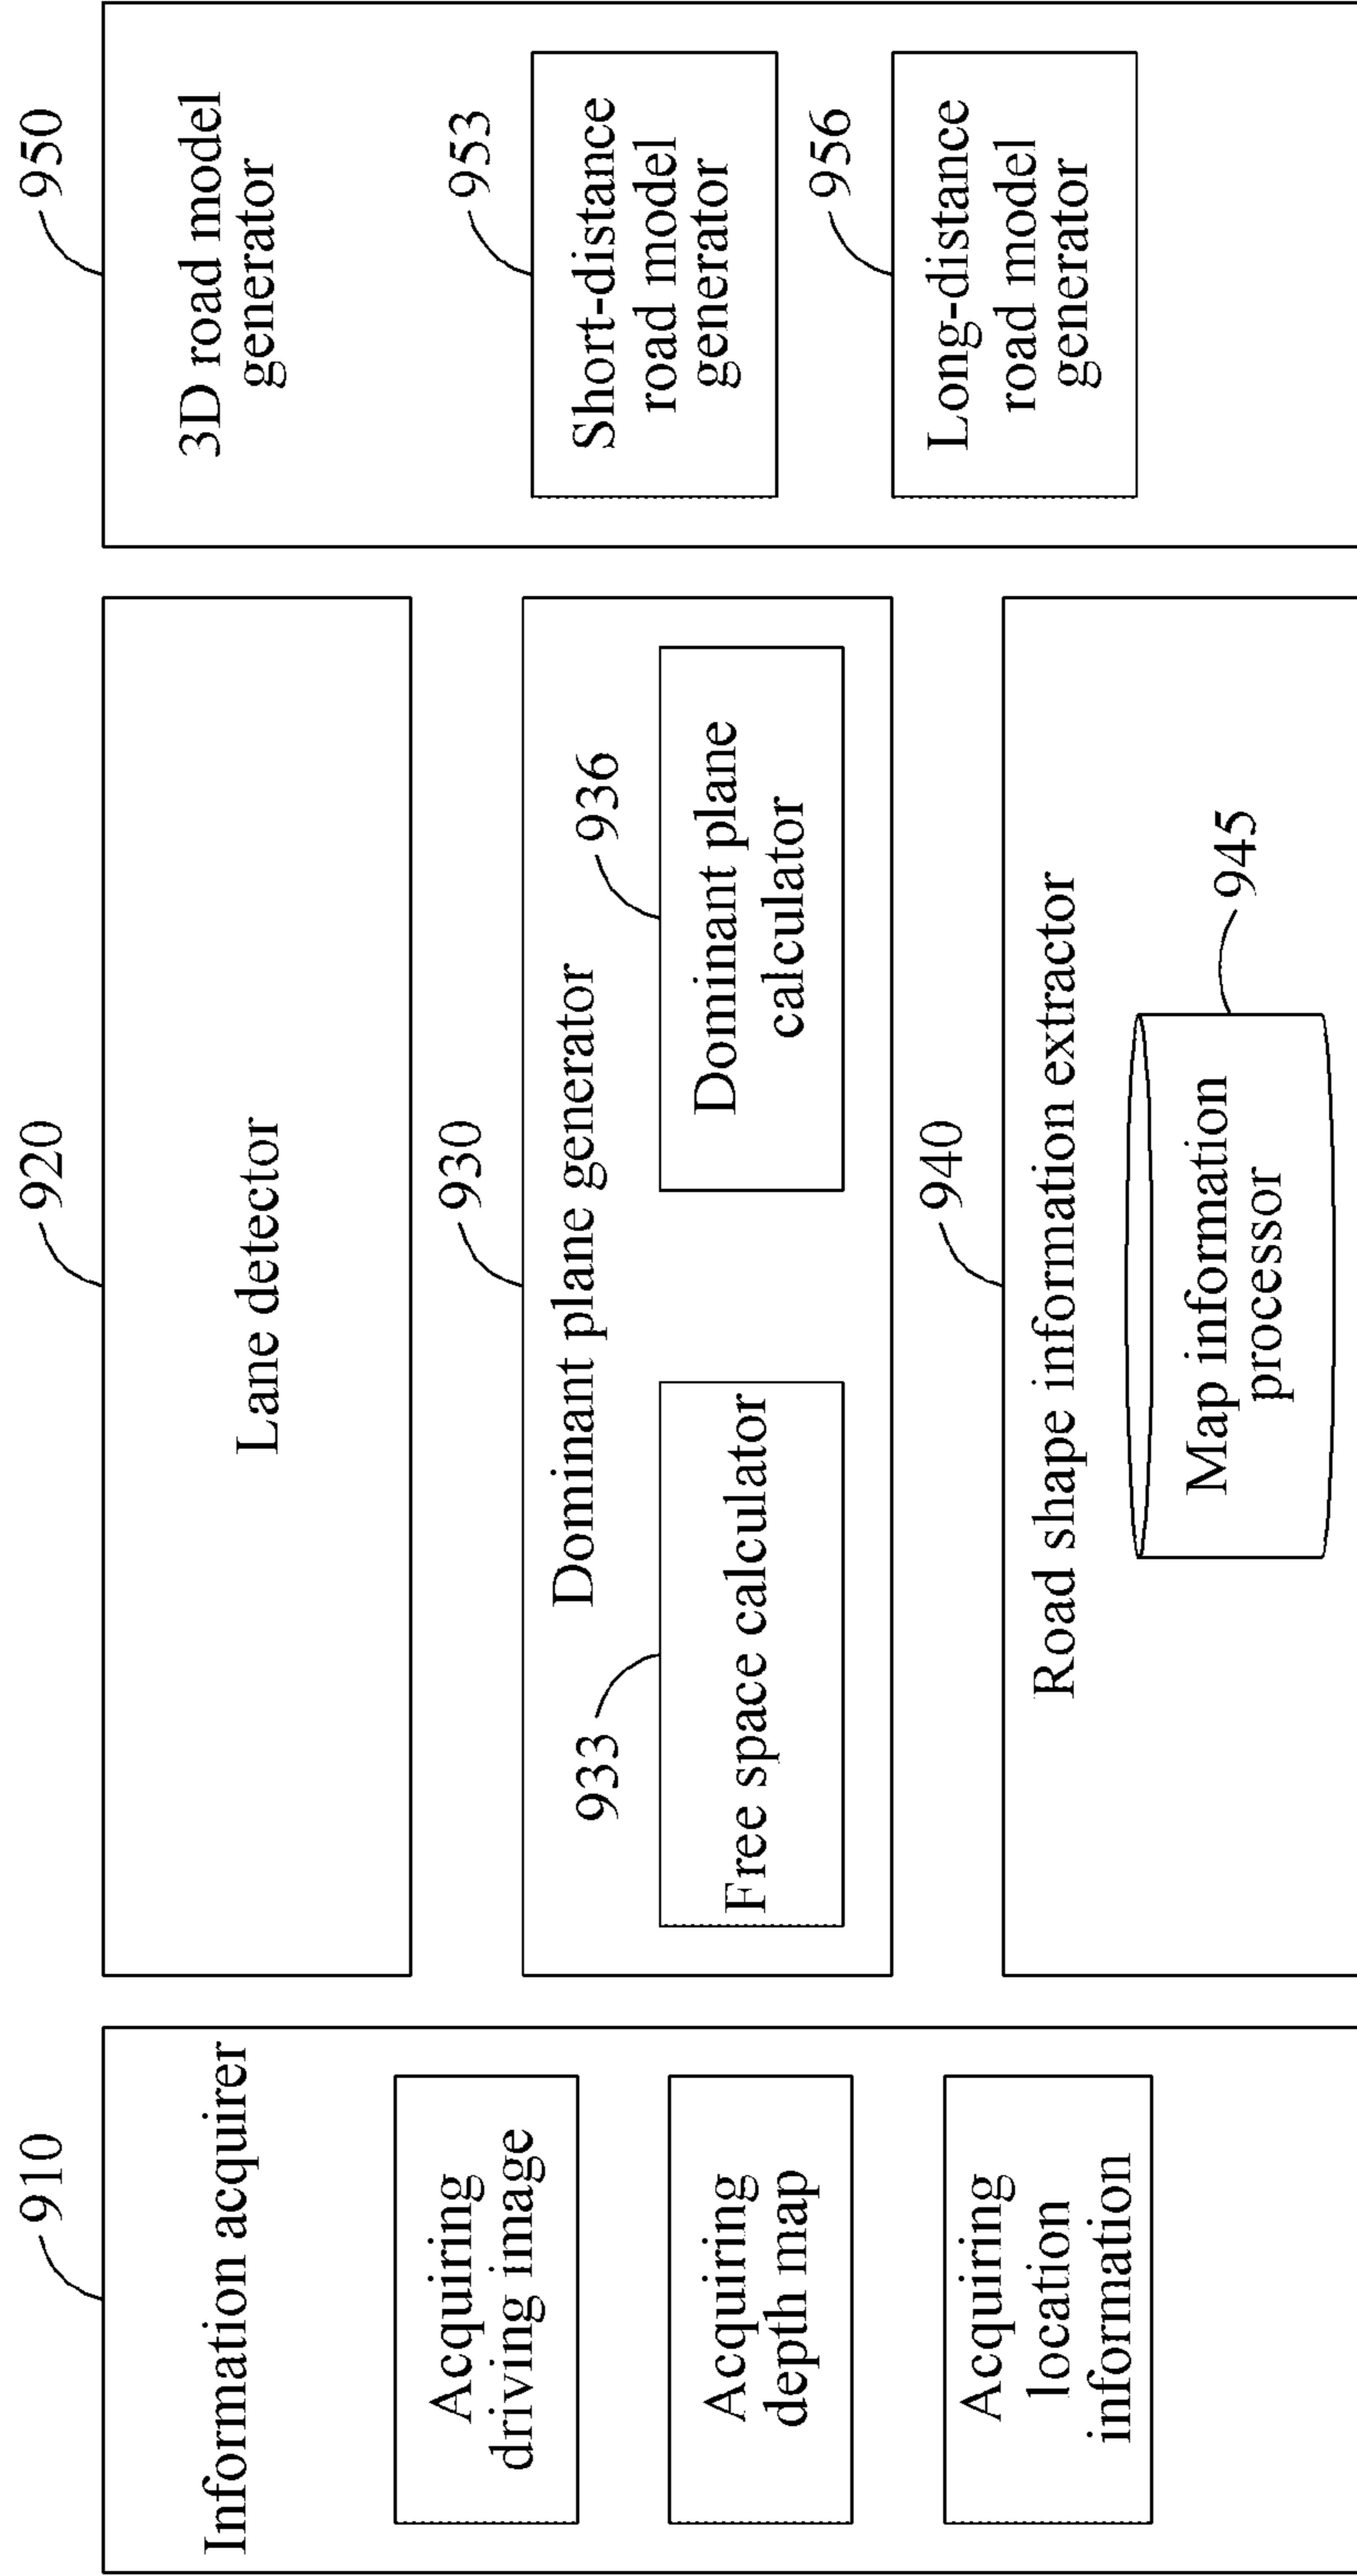 910
Information acquirer
Acquiring
driving image
Acquiring
depth map
Acquiring
location
information
920
Lane detector
930
Dominant plane generator
933
Free space calculator
936
Dominant plane
calculator
940
Road shape information extractor
Map information
processor
945
950
3D road model
generator
953
Short-distance
road model
generator
956
Long-distance
road model
generator